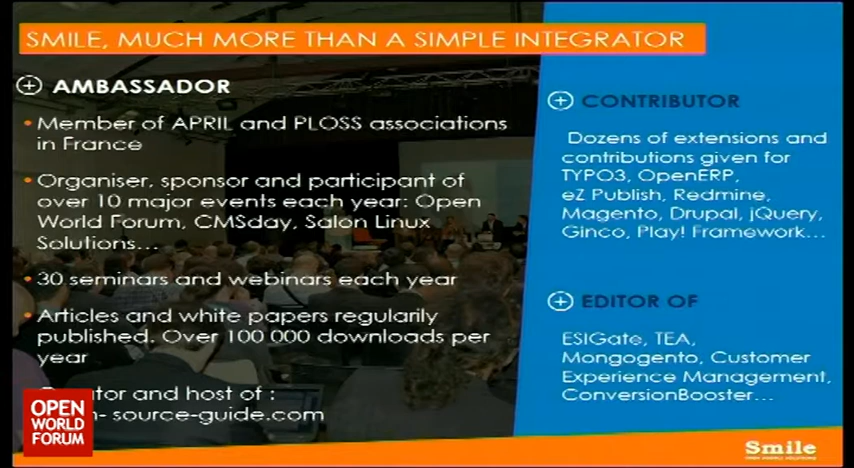 SMILE, MUCH MORE THAN A SIMPLE INTEGRATOR
AMBASSADOR
• Member of APRIL and PLOSS associations
in France
• Organiser, sponsor and participant of
over 10 major events each year: Open
World Forum, CMSday, Salon Linux
Solutions...
• 30 seminars and webinars each year
• Articles and white papers regularily
published. Over 100 000 downloads per
year
and host of :
source-guide.com
CONTRIBUTOR
Dozens of extensions and
contributions given for
TYPO3, OpenERP,
eZ Publish, Redmine,
Magento, Drupal, jQuery,
Ginco, Play! Framework...
EDITOR OF
ESIGate, TEA,
Mongogento, Customer
Experience Management,
ConversionBooster...
OPEN
WORLD
FORUM
Smile